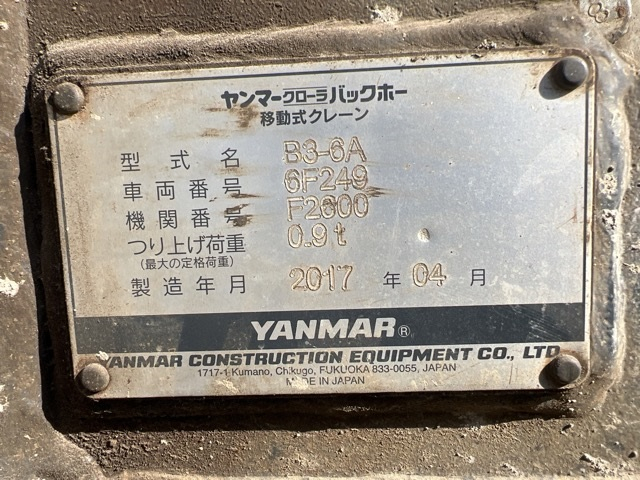 ヤンマークローラバックホー
移動式クレーン
型式名 B3-6A
車両番号 6F249
機関番号 F2600
つり上げ荷重 0.9t
(最大の定格荷重)
製造年月 2017 年 04 月
YANMAR®
YANMAR CONSTRUCTION EQUIPMENT CO., LTD.
1717-1 Kumano, Chikugo, FUKUOKA 833-0055, JAPAN
MADE IN JAPAN